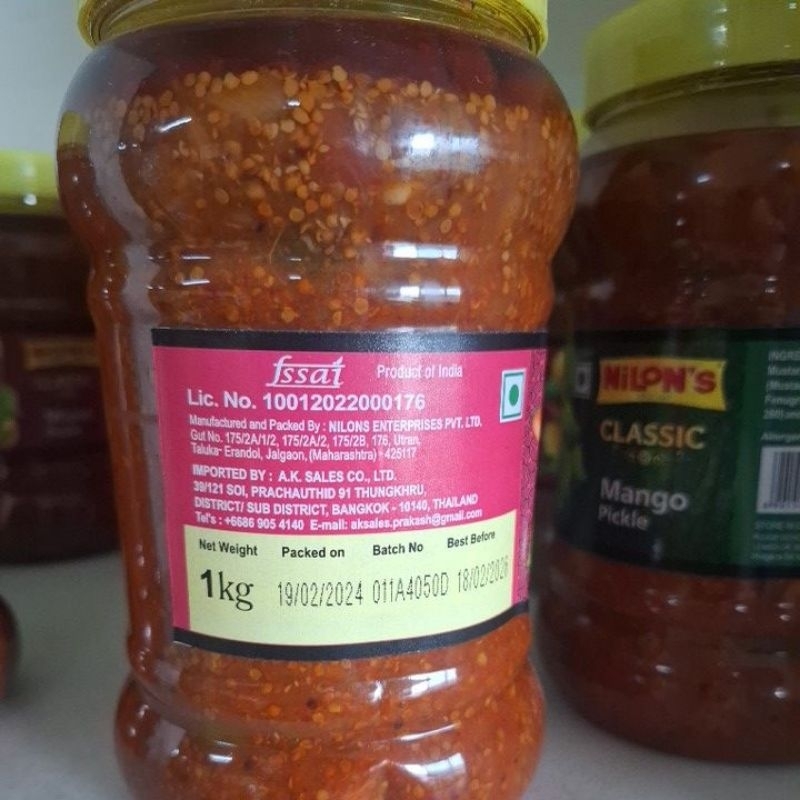 fssai
Product of India
Lic. No. 10012022000176
Manufactured and Packed By : NILONS ENTERPRISES PVT. LTD.
Gut No. 175/2A/1/2, 175/2A/2, 175/2B, 176, Utran,
Taluka- Erandol, Jalgaon, (Maharashtra) - 425117
IMPORTED BY : A.K. SALES CO., LTD.
39/121 SOI, PRACHAUTHID 91 THUNGKHRU,
DISTRICT/ SUB DISTRICT, BANGKOK - 10140, THAILAND
Tel's : +6686 905 4140 E-mail: aksales.prakash@gmail.com
Net Weight Packed on Batch No Best Before
1kg 19/02/2024 011A4050D 18/02/2026
NILON'S
CLASSIC
Mango
Pickle